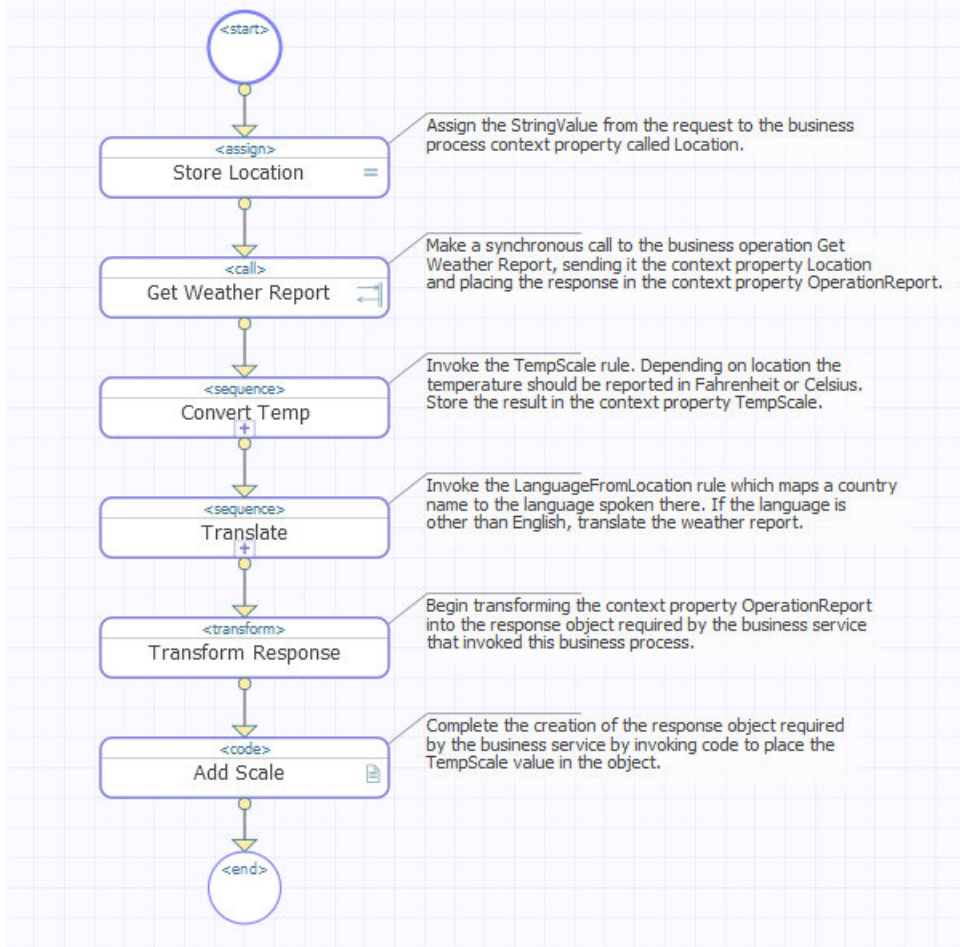 <start>
Assign the StringValue from the request to the business
process context property called Location.
<assign>
Store Location
Make a synchronous call to the business operation Get
Weather Report, sending it the context property Location
and placing the response in the context property OperationReport.
<call>
Get Weather Report
Invoke the TempScale rule. Depending on location the
temperature should be reported in Fahrenheit or Celsius.
Store the result in the context property TempScale.
<sequence>
Convert Temp
Invoke the LanguageFromLocation rule which maps a country
name to the language spoken there. If the language is
other than English, translate the weather report.
<sequence>
Translate
Begin transforming the context property OperationReport
into the response object required by the business service
that invoked this business process.
<transform>
Transform Response
Complete the creation of the response object required
by the business service by invoking code to place the
TempScale value in the object.
<code>
Add Scale
<end>